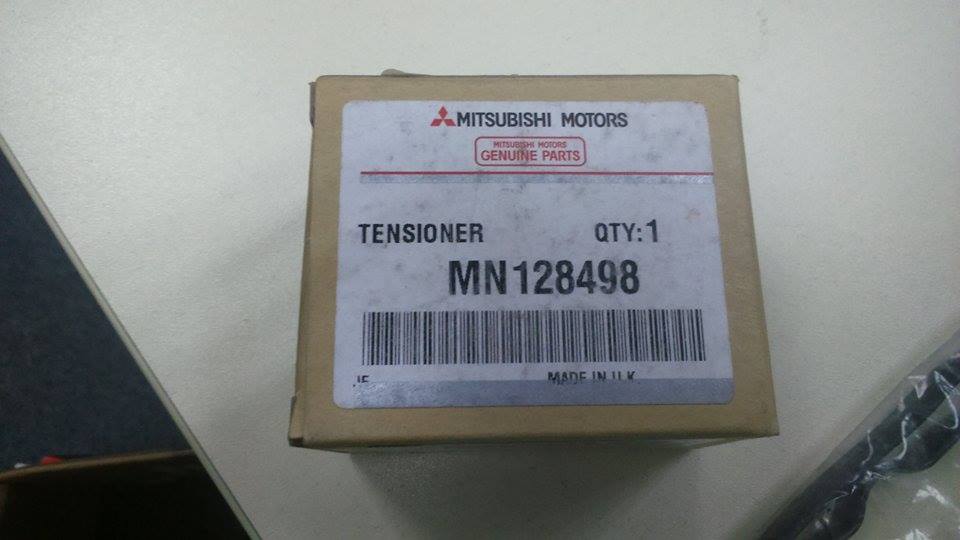 MITSUBISHI MOTORS
MITSUBISHI MOTORS
GENUINE PARTS
TENSIONER QTY:1
MN128498
MADE IN U.K.